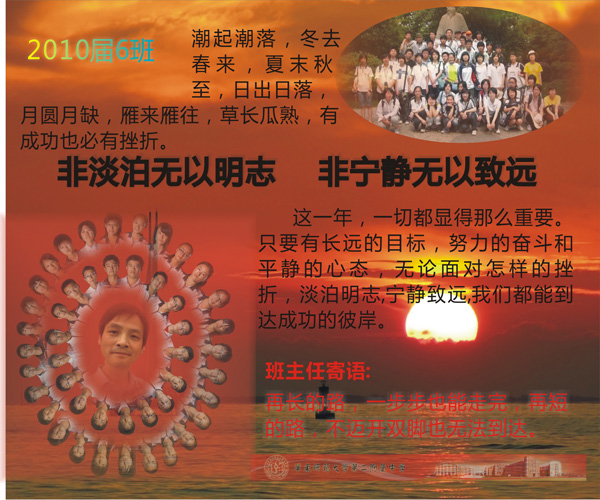 2010届6班
潮起潮落，冬去
春来，夏末秋
至，日出日落，
月圆月缺，雁来雁往，草长瓜熟，有
成功也必有挫折。
非淡泊无以明志 非宁静无以致远
这一年，一切都显得那么重要。
只要有长远的目标，努力的奋斗和
平静的心态，无论面对怎样的挫
折，淡泊明志,宁静致远,我们都能到
达成功的彼岸。
班主任寄语:
再长的路，一步步也能走完，再短
的路，不迈开双脚也无法到达。